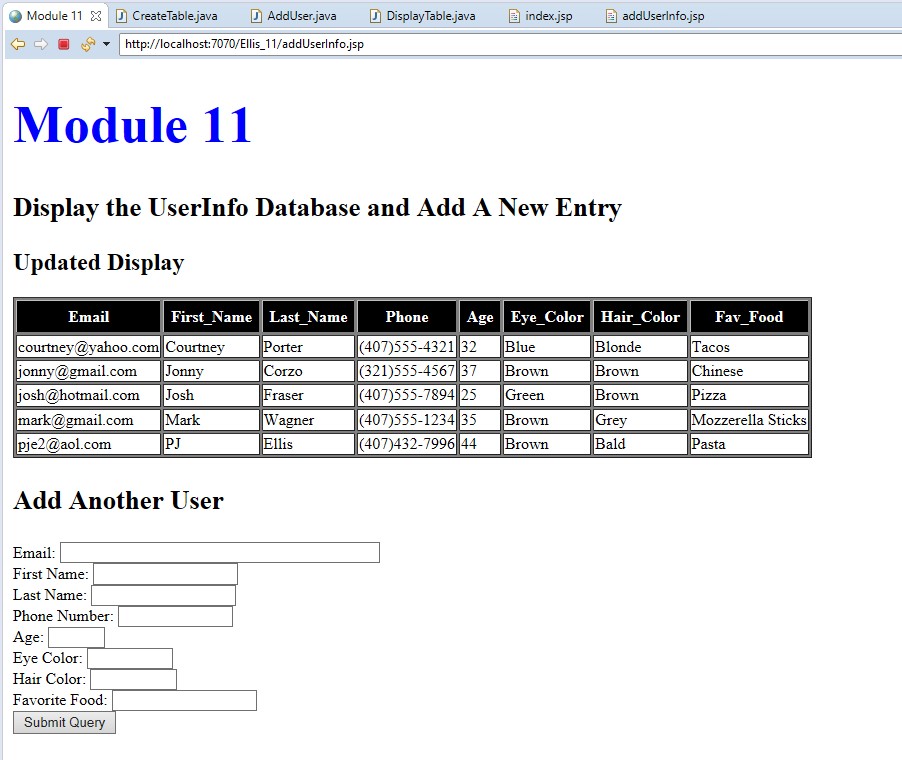 Module 11 CreateTable.java AddUser.java DisplayTable.java index.jsp addUserInfo.jsp
http://localhost:7070/Ellis_11/addUserInfo.jsp
Module 11
Display the UserInfo Database and Add A New Entry
Updated Display
Email First_Name Last_Name Phone Age Eye_Color Hair_Color Fav_Food
courtney@yahoo.com Courtney Porter (407)555-4321 32 Blue Blonde Tacos
jonny@gmail.com Jonny Corzo (321)555-4567 37 Brown Brown Chinese
josh@hotmail.com Josh Fraser (407)555-7894 25 Green Brown Pizza
mark@gmail.com Mark Wagner (407)555-1234 35 Brown Grey Mozzerella Sticks
pje2@aol.com PJ Ellis (407)432-7996 44 Brown Bald Pasta
Add Another User
Email:
First Name:
Last Name:
Phone Number:
Age:
Eye Color:
Hair Color:
Favorite Food:
Submit Query